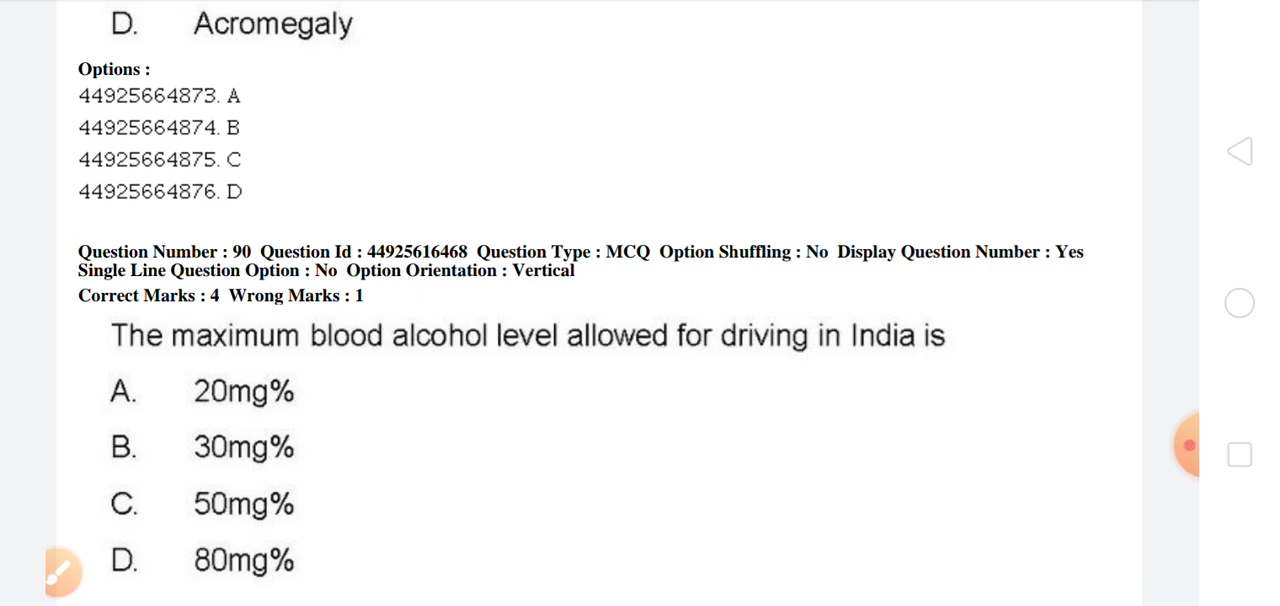 D. Acromegaly
Options :
44925664873. A
44925664874. B
44925664875. C
44925664876. D
Question Number : 90 Question Id : 44925616468 Question Type : MCQ Option Shuffling : No Display Question Number : Yes
Single Line Question Option : No Option Orientation : Vertical
Correct Marks : 4 Wrong Marks : 1
The maximum blood alcohol level allowed for driving in India is
A. 20mg%
B. 30mg%
C. 50mg%
D. 80mg%